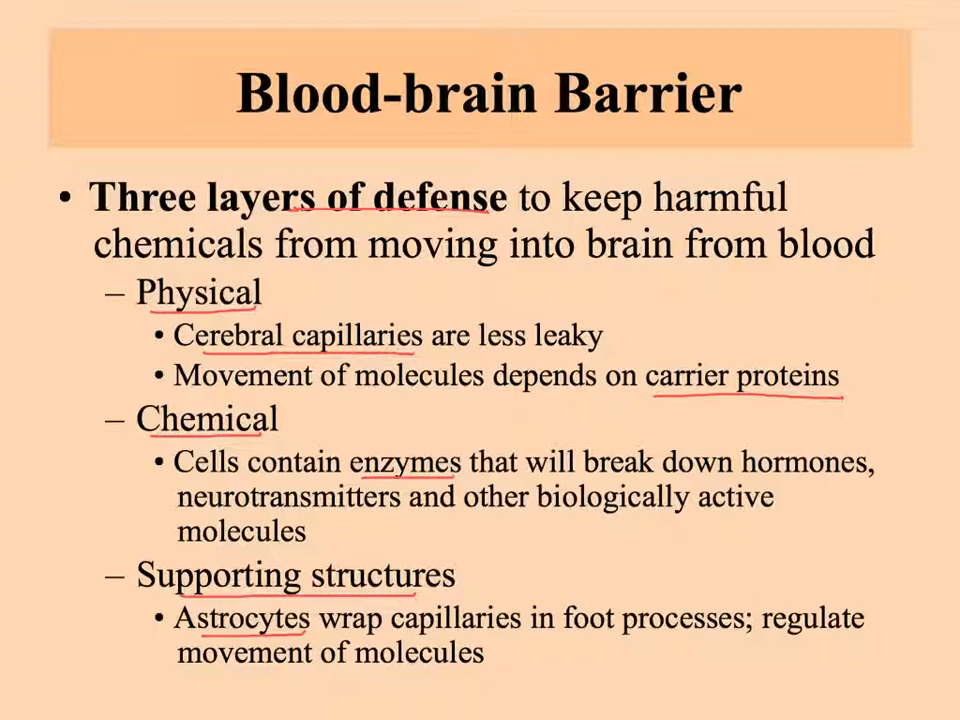 Blood-brain Barrier
• Three layers of defense to keep harmful
chemicals from moving into brain from blood
– Physical
• Cerebral capillaries are less leaky
• Movement of molecules depends on carrier proteins
– Chemical
• Cells contain enzymes that will break down hormones,
neurotransmitters and other biologically active
molecules
– Supporting structures
• Astrocytes wrap capillaries in foot processes; regulate
movement of molecules